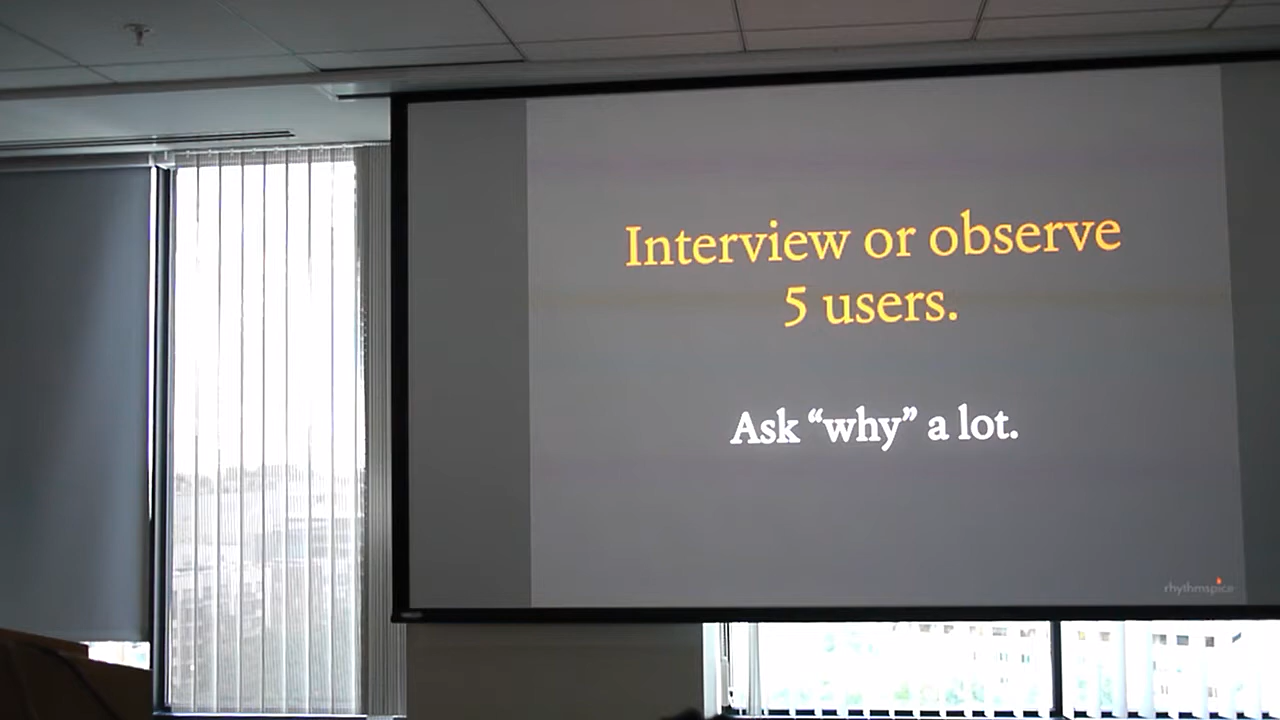 Interview or observe
5 users.
Ask “why” a lot.
rhythmspice